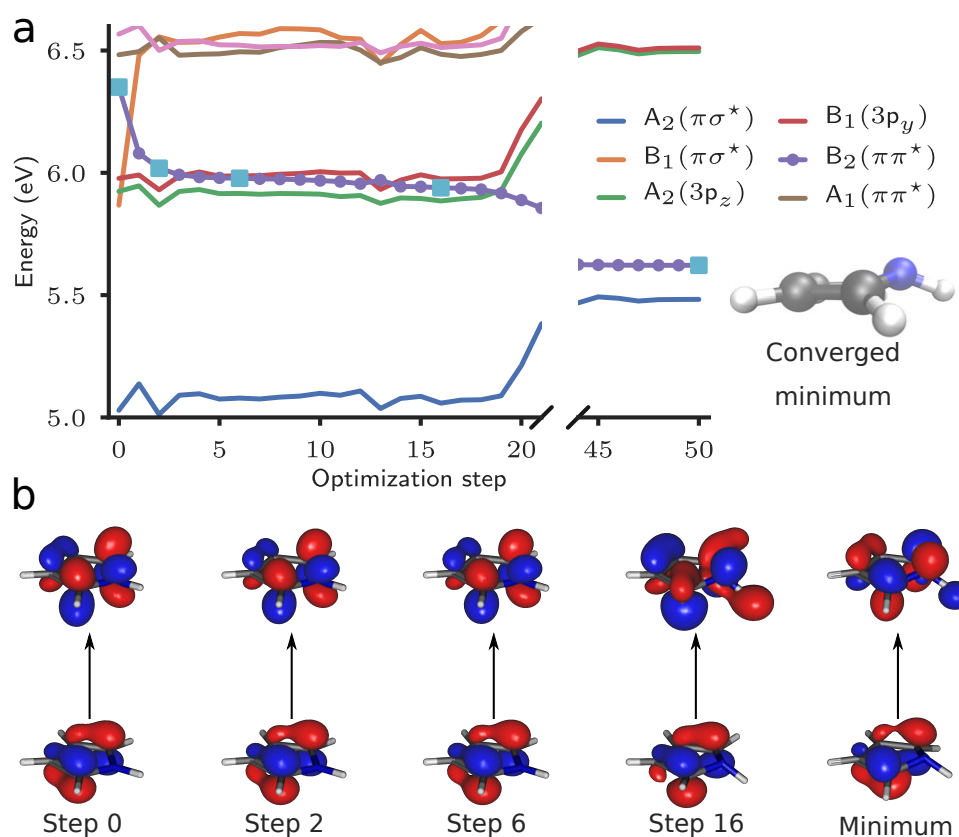 a
Energy (eV)
6.5
6.0
5.5
5.0
0 5 10 15 20 45 50
Optimization step
A₂(πσ*) B₁(3p_y)
B₁(πσ*) B₂(ππ*)
A₂(3p_z) A₁(ππ*)
Converged
minimum
b
Step 0 Step 2 Step 6 Step 16 Minimum